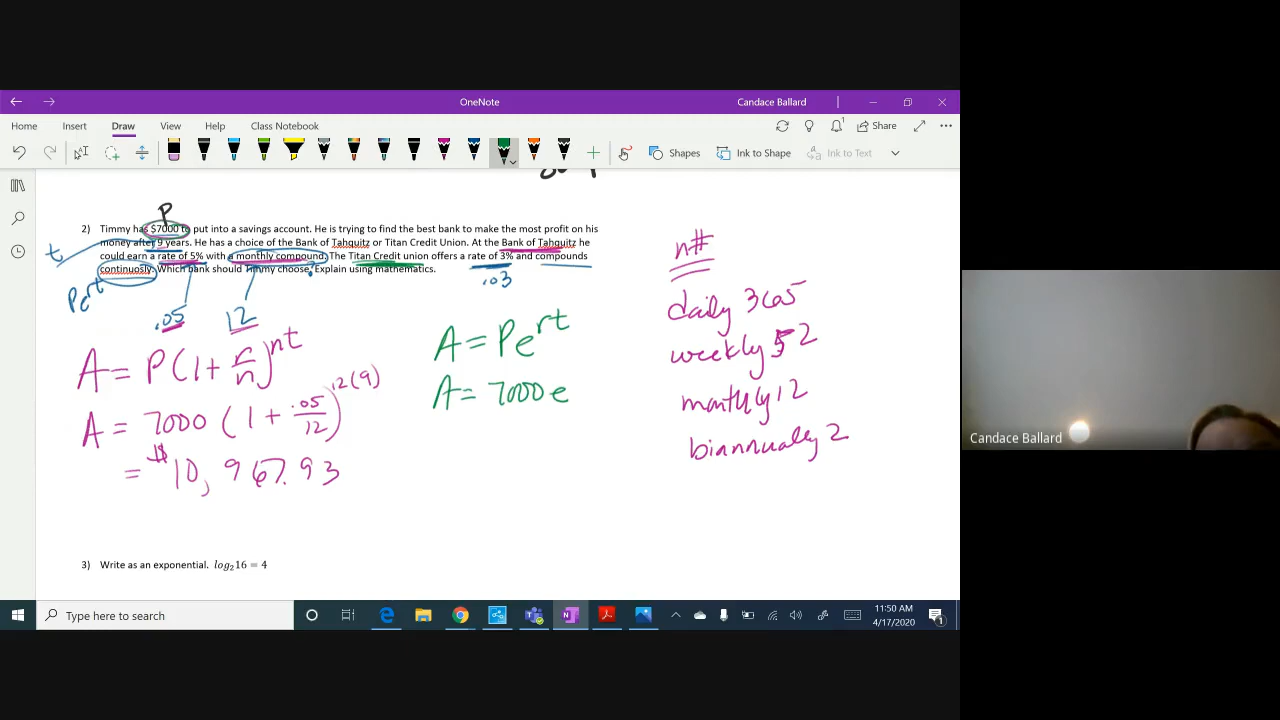 OneNote
Candace Ballard
Home Insert Draw View Help Class Notebook
Share
Shapes Ink to Shape Ink to Text
P
2) Timmy has $7000 to put into a savings account. He is trying to find the best bank to make the most profit on his
money after 9 years. He has a choice of the Bank of Tahquitz or Titan Credit Union. At the Bank of Tahquitz he
could earn a rate of 5% with a monthly compound. The Titan Credit union offers a rate of 3% and compounds
continuosly. Which bank should Timmy choose, Explain using mathematics.
t
Pe^rt
.05 12 .03
A = P(1 + r/n)^nt
A = 7000 (1 + .05/12)^12(9)
= $10,967.93
A = Pe^rt
A = 7000 e
n#
daily 365
weekly 52
monthly 12
biannually 2
Candace Ballard
3) Write as an exponential. log₂16 = 4
Type here to search
11:50 AM
4/17/2020
1